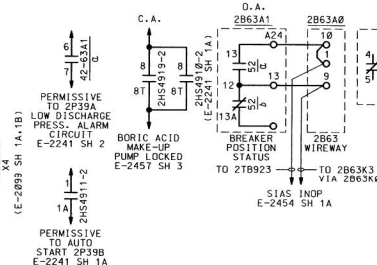 C.A.
O.A.
2B63A1
2B63A0
6
7
42-63A1
a
PERMISSIVE
TO 2P39A
LOW DISCHARGE
PRESS. ALARM
CIRCUIT
E-2241 SH 2
X4
(E-2099 SH 1A,1B)
1
1A
2HS4911-2
PERMISSIVE
TO AUTO
START 2P39B
E-2241 SH 1A
8
8T
2HS4919-2
8
8T
2HS4910-2
(E-2241 SH 1A)
BORIC ACID
MAKE-UP
PUMP LOCKED
E-2457 SH 3
A24
13
52
a
12
13
52
b
13A
BREAKER
POSITION
STATUS
10
1
9
2B63
WIREWAY
4
5
TO 2TB923
TO 2B63K3
VIA 2B63K
SIAS INOP
E-2454 SH 1A